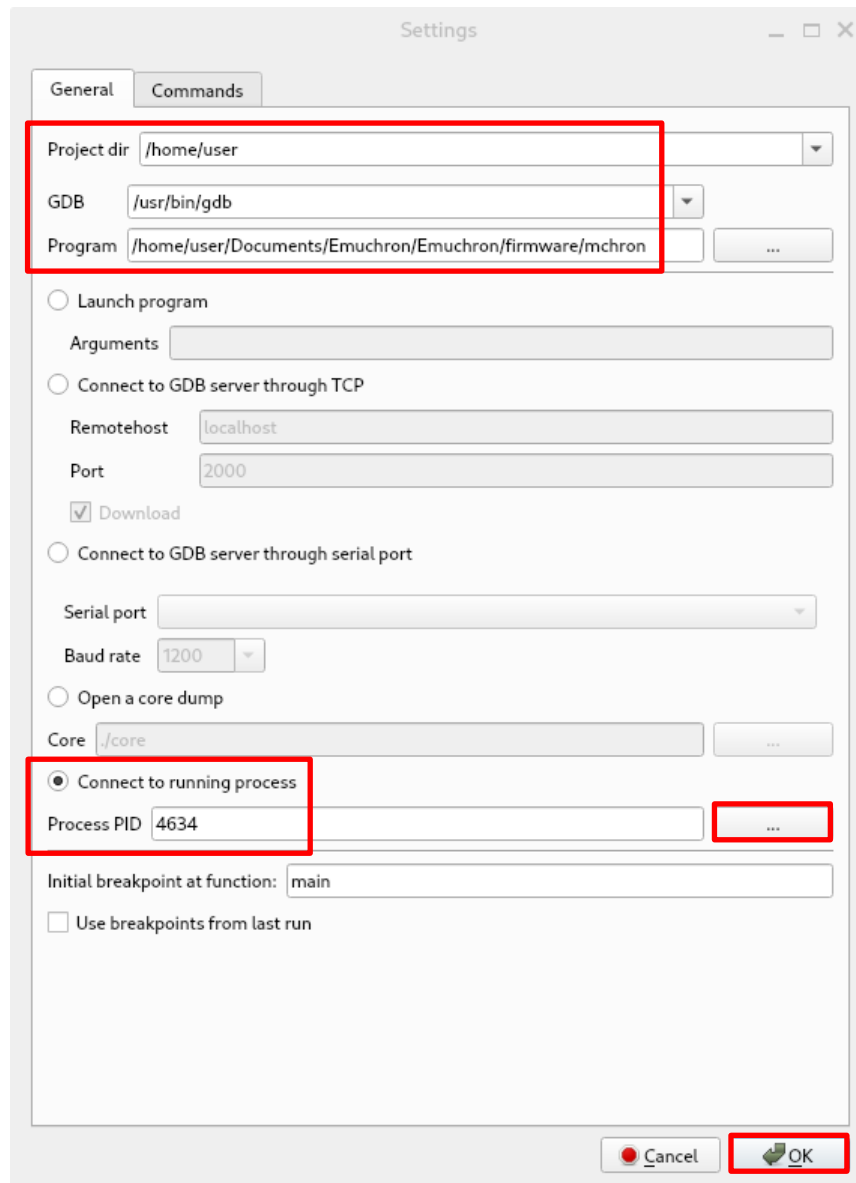 Settings
General Commands
Project dir /home/user
GDB /usr/bin/gdb
Program /home/user/Documents/Emuchron/Emuchron/firmware/mchron ...
Launch program
Arguments
Connect to GDB server through TCP
Remotehost localhost
Port 2000
Download
Connect to GDB server through serial port
Serial port
Baud rate 1200
Open a core dump
Core ./core ...
Connect to running process
Process PID 4634 ...
Initial breakpoint at function: main
Use breakpoints from last run
Cancel OK